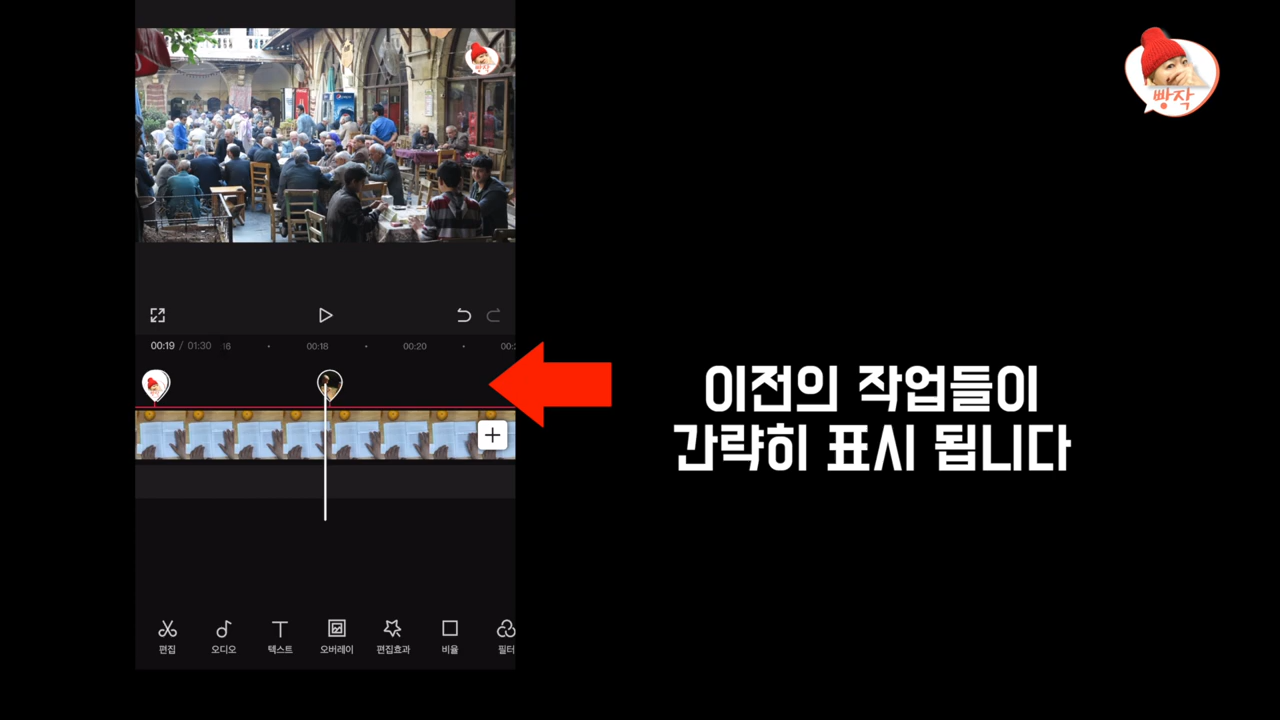 빵작
빵작
00:19 / 01:30
00:18
00:20
이전의 작업들이
간략히 표시 됩니다
편집
오디오
텍스트
오버레이
편집효과
비율
필터